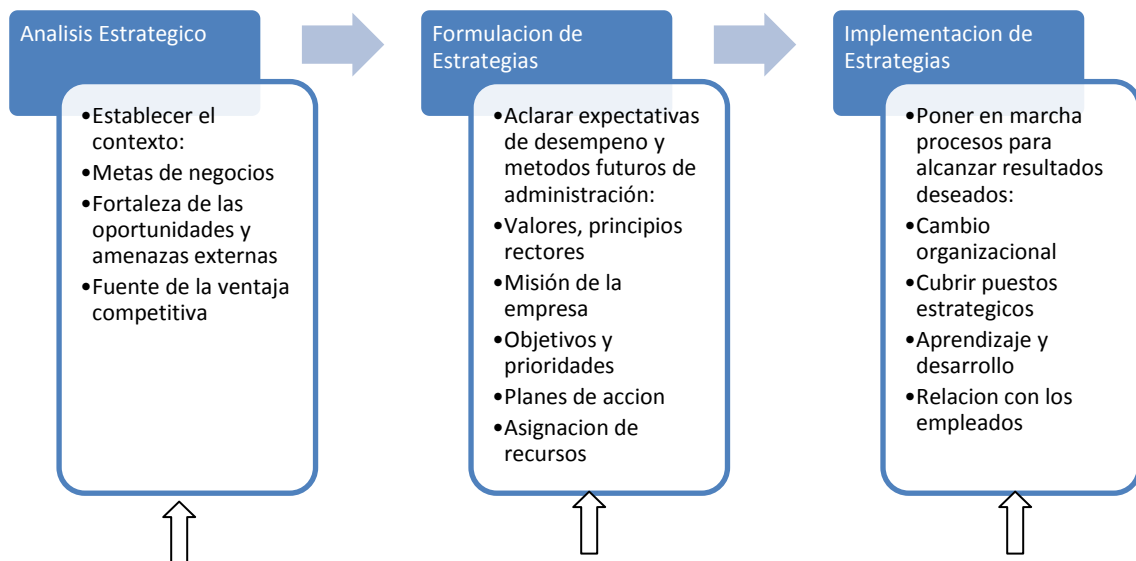 Analisis Estrategico
•Establecer el
contexto:
•Metas de negocios
•Fortaleza de las
oportunidades y
amenazas externas
•Fuente de la ventaja
competitiva
Formulacion de
Estrategias
•Aclarar expectativas
de desempeno y
metodos futuros de
administración:
•Valores, principios
rectores
•Misión de la
empresa
•Objetivos y
prioridades
•Planes de accion
•Asignacion de
recursos
Implementacion de
Estrategias
•Poner en marcha
procesos para
alcanzar resultados
deseados:
•Cambio
organizacional
•Cubrir puestos
estrategicos
•Aprendizaje y
desarrollo
•Relacion con los
empleados